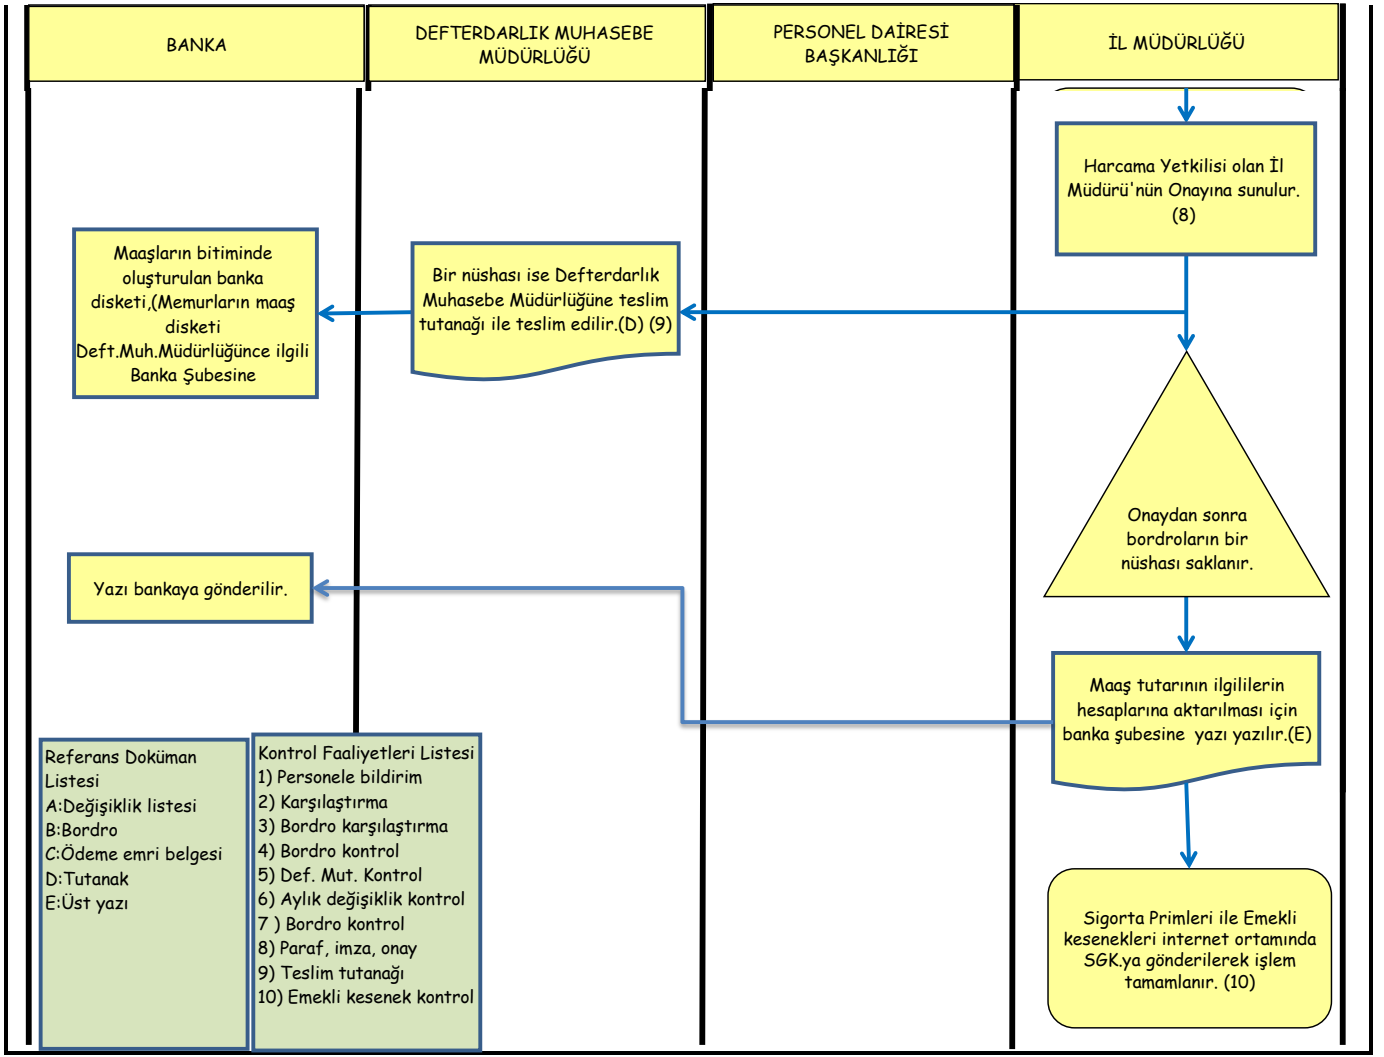 BANKA
DEFTERDARLIK MUHASEBE
MÜDÜRLÜĞÜ
PERSONEL DAİRESİ
BAŞKANLIĞI
İL MÜDÜRLÜĞÜ
Harcama Yetkilisi olan İl
Müdürü'nün Onayına sunulur.
(8)
Maaşların bitiminde
oluşturulan banka
disketi,(Memurların maaş
disketi
Deft.Muh.Müdürlüğünce ilgili
Banka Şubesine
Bir nüshası ise Defterdarlık
Muhasebe Müdürlüğüne teslim
tutanağı ile teslim edilir.(D) (9)
Onaydan sonra
bordroların bir
nüshası saklanır.
Yazı bankaya gönderilir.
Maaş tutarının ilgililerin
hesaplarına aktarılması için
banka şubesine  yazı yazılır.(E)
Referans Doküman
Listesi
A:Değişiklik listesi
B:Bordro
C:Ödeme emri belgesi
D:Tutanak
E:Üst yazı
Kontrol Faaliyetleri Listesi
1) Personele bildirim
2) Karşılaştırma
3) Bordro karşılaştırma
4) Bordro kontrol
5) Def. Mut. Kontrol
6) Aylık değişiklik kontrol
7 ) Bordro kontrol
8) Paraf, imza, onay
9) Teslim tutanağı
10) Emekli kesenek kontrol
Sigorta Primleri ile Emekli
kesenekleri internet ortamında
SGK.ya gönderilerek işlem
tamamlanır. (10)